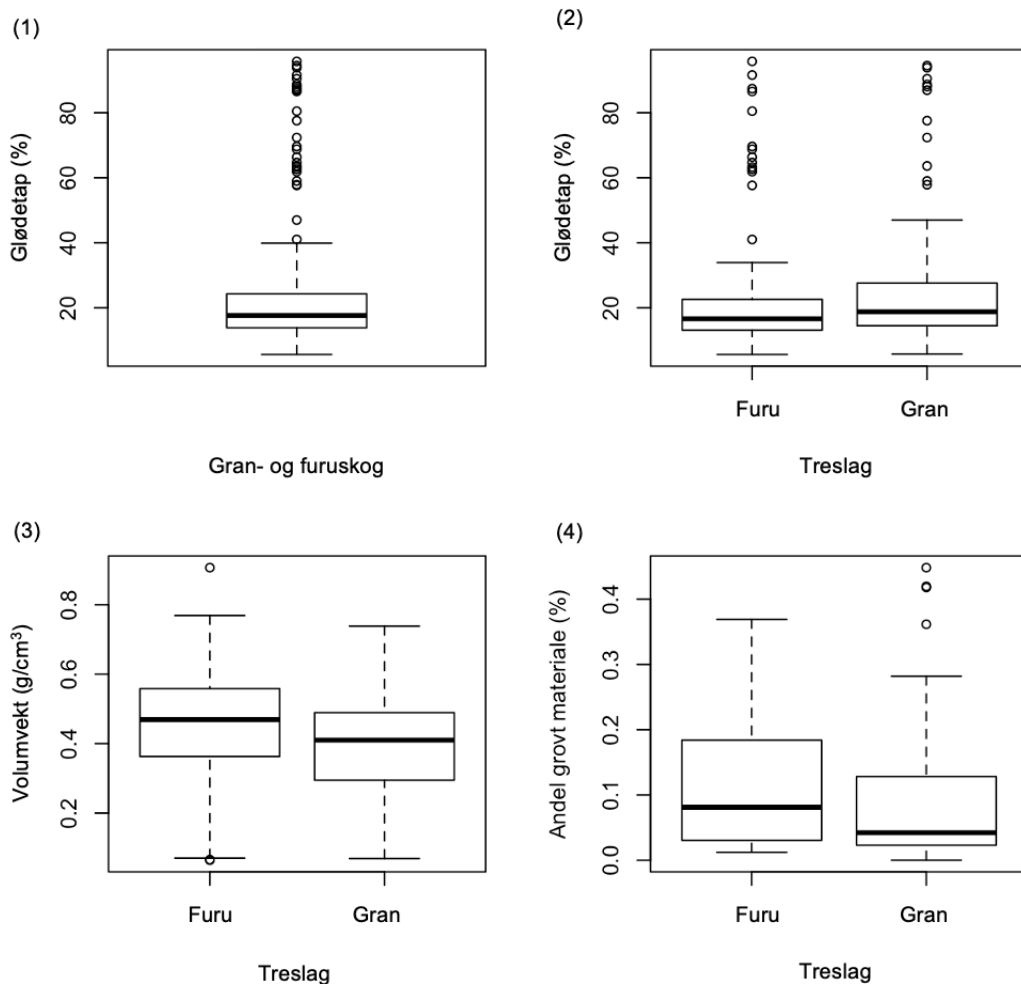 (1)
Glødetap (%)
80
60
40
20
Gran- og furuskog
(2)
Glødetap (%)
80
60
40
20
Furu Gran
Treslag
(3)
Volumvekt (g/cm³)
0.8
0.6
0.4
0.2
Furu Gran
Treslag
(4)
Andel grovt materiale (%)
0.4
0.3
0.2
0.1
0.0
Furu Gran
Treslag